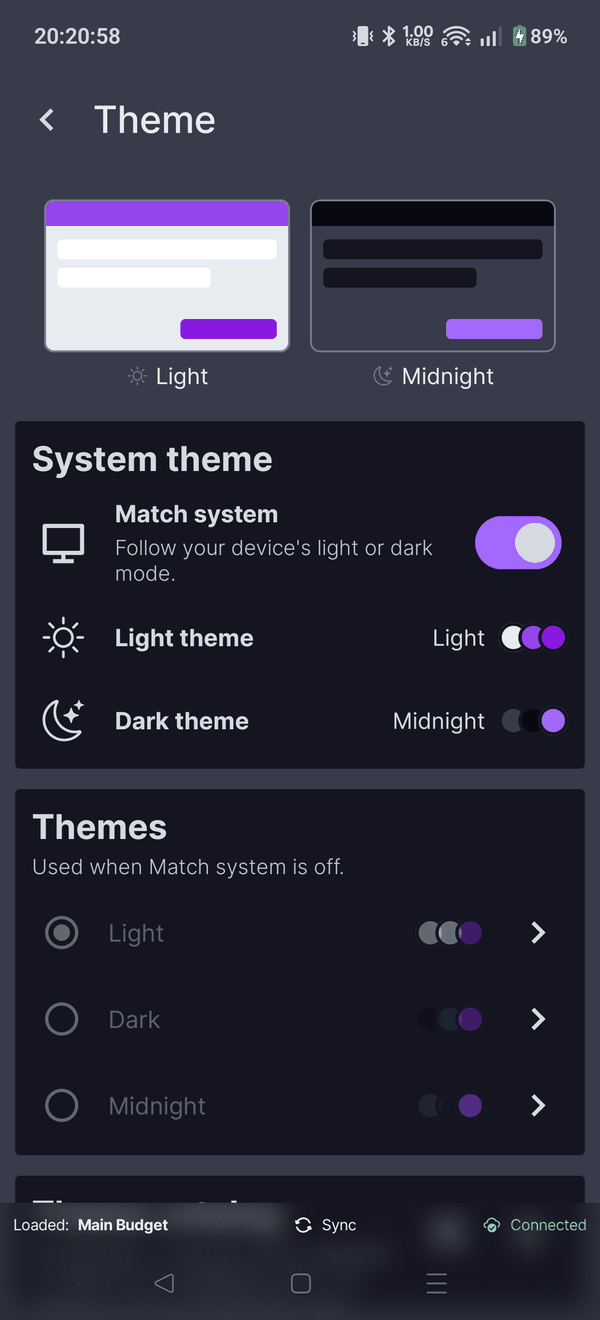 20:20:58
1.00
KB/S
6
89%
Theme
Light
Midnight
System theme
Match system
Follow your device's light or dark
mode.
Light theme
Light
Dark theme
Midnight
Themes
Used when Match system is off.
Light
Dark
Midnight
Loaded: Main Budget
Sync
Connected